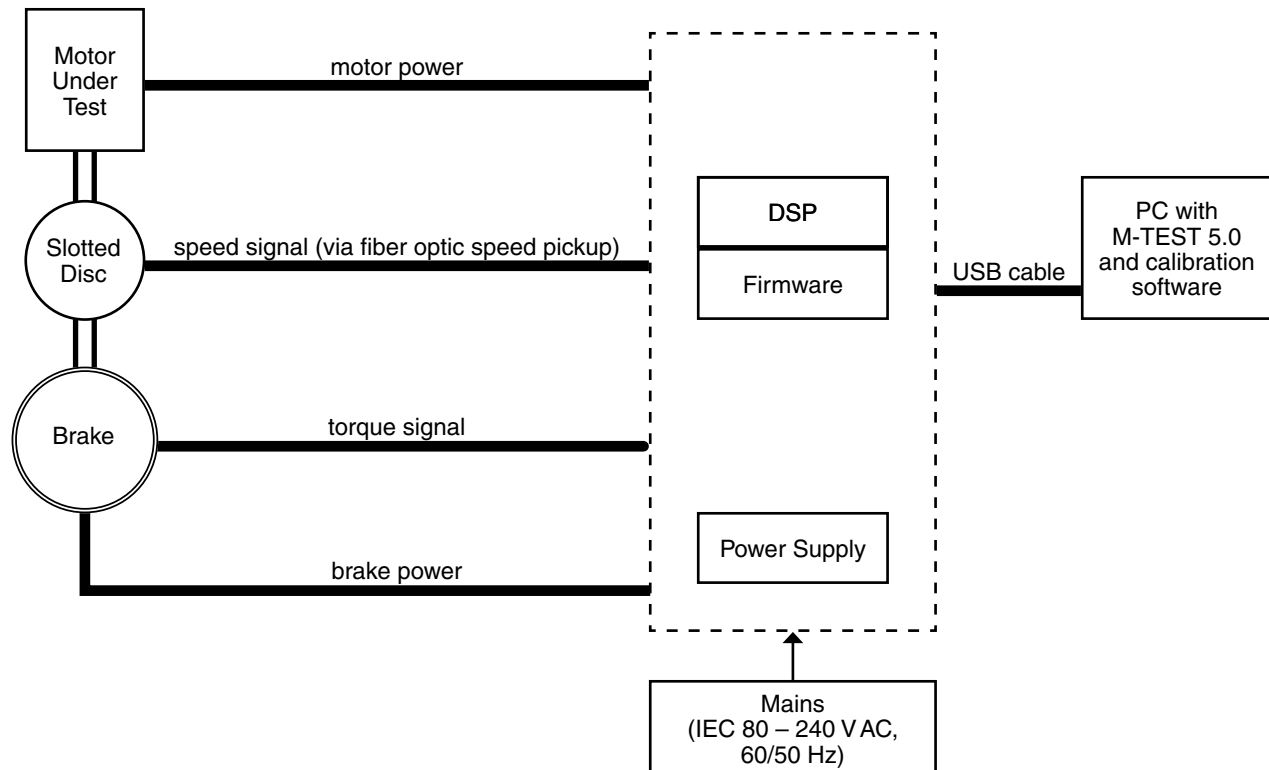 Motor
Under
Test
motor power
DSP
Firmware
PC with
M-TEST 5.0
and calibration
software
Slotted
Disc
speed signal (via fiber optic speed pickup)
USB cable
Brake
torque signal
Power Supply
brake power
Mains
(IEC 80 – 240 V AC,
60/50 Hz)